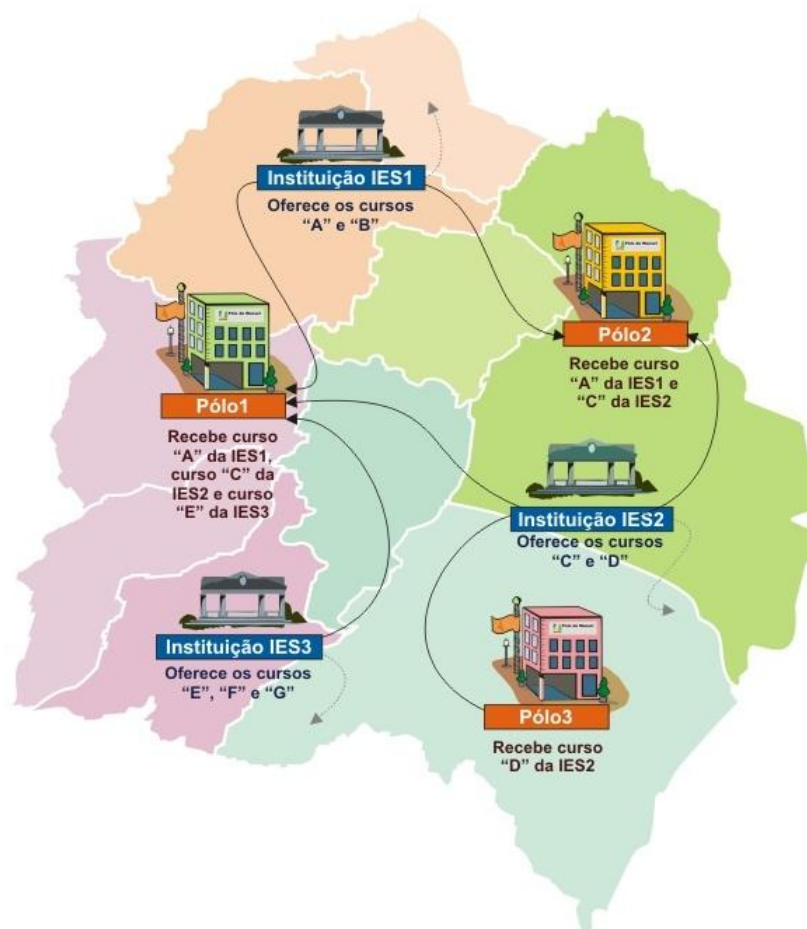 Instituição IES1
Oferece os cursos
“A” e “B”
Pólo2
Recebe curso
“A” da IES1 e
“C” da IES2
Pólo1
Recebe curso
“A” da IES1,
curso “C” da
IES2 e curso
“E” da IES3
Instituição IES2
Oferece os cursos
“C” e “D”
Instituição IES3
Oferece os cursos
“E”, “F” e “G”
Pólo3
Recebe curso
“D” da IES2